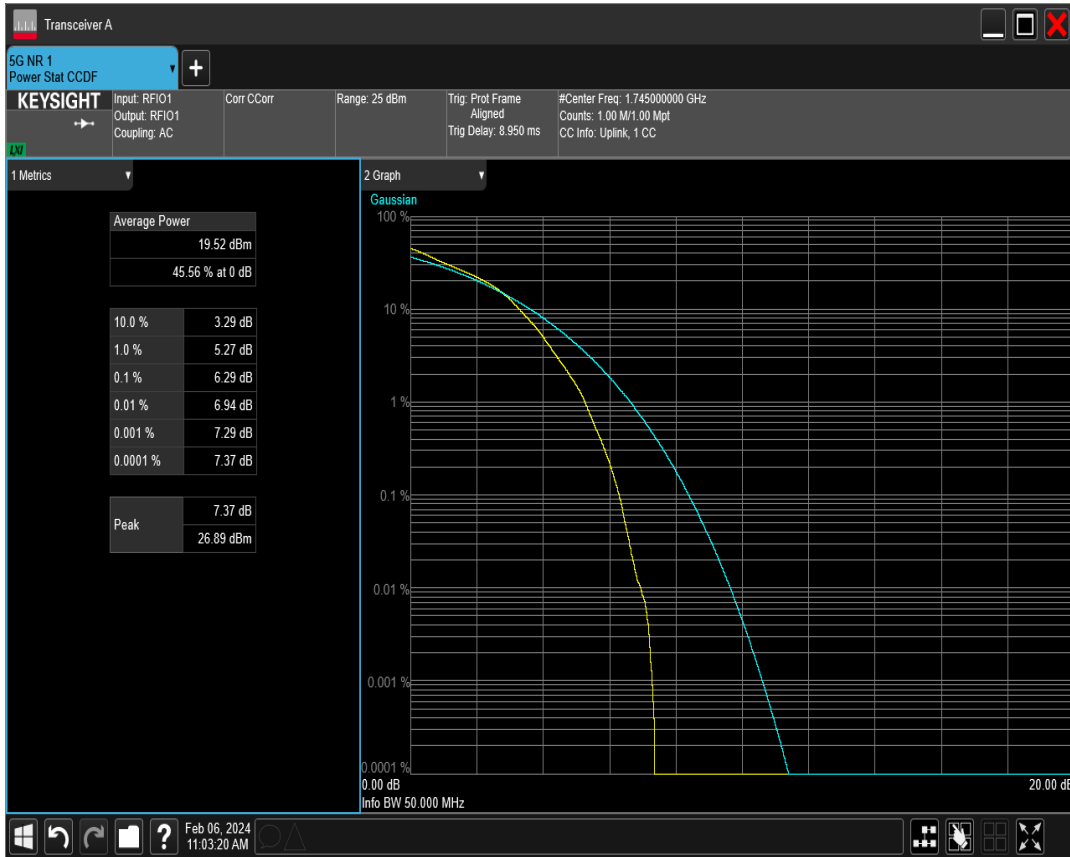 Transceiver A
5G NR 1
Power Stat CCDF
+
KEYSIGHT
LXI
Input: RFIO1
Output: RFIO1
Coupling: AC
Corr CCorr
Range: 25 dBm
Trig: Prot Frame
Aligned
Trig Delay: 8.950 ms
#Center Freq: 1.745000000 GHz
Counts: 1.00 M/1.00 Mpt
CC Info: Uplink, 1 CC
1 Metrics
Average Power
19.52 dBm
45.56 % at 0 dB
10.0 % 3.29 dB
1.0 % 5.27 dB
0.1 % 6.29 dB
0.01 % 6.94 dB
0.001 % 7.29 dB
0.0001 % 7.37 dB
Peak 7.37 dB
26.89 dBm
2 Graph
Gaussian
100 %
10 %
1 %
0.1 %
0.01 %
0.001 %
0.0001 %
0.00 dB 20.00 dB
Info BW 50.000 MHz
?
Feb 06, 2024
11:03:20 AM